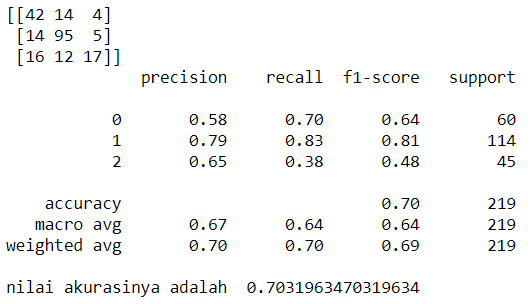 [[42 14  4]
 [14 95  5]
 [16 12 17]]
              precision    recall  f1-score   support

           0       0.58      0.70      0.64        60
           1       0.79      0.83      0.81       114
           2       0.65      0.38      0.48        45

    accuracy                           0.70       219
   macro avg       0.67      0.64      0.64       219
weighted avg       0.70      0.70      0.69       219

nilai akurasinya adalah  0.7031963470319634